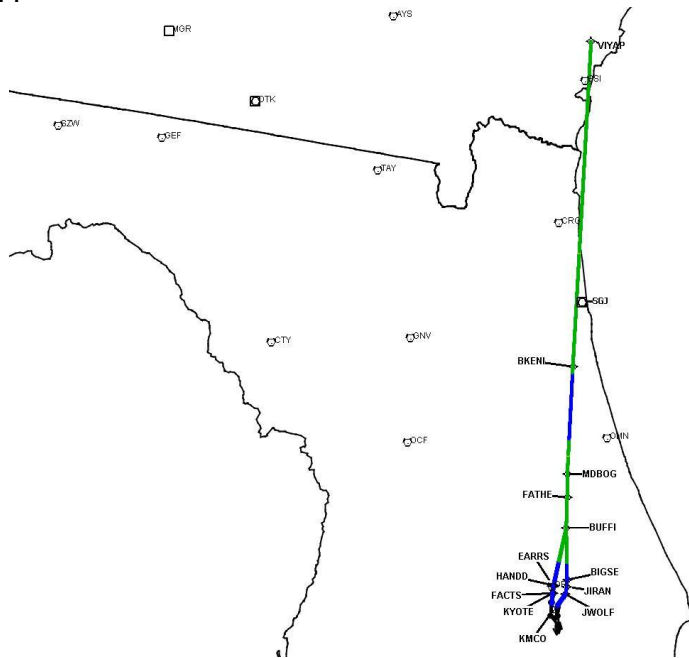 AYS
MGR
VIYAP
SSI
OTK
SZW
GEF
TAY
CRG
SGJ
GNV
CTY
BKENI
OMN
OCF
MDBOG
FATHE
BUFFI
EARRS
BIGSE
HANDD
JIRAN
FACTS
KYOTE
JWOLF
KMCO